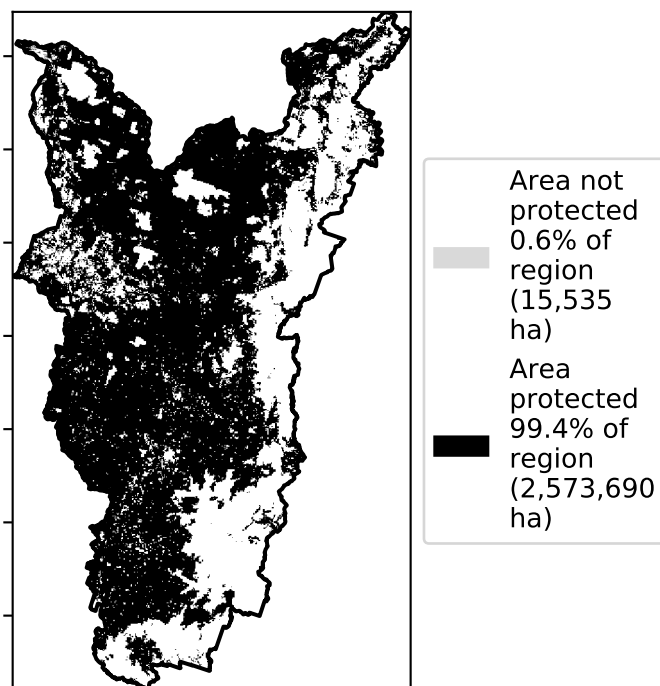 Area not
protected
0.6% of
region
(15,535
ha)
Area
protected
99.4% of
region
(2,573,690
ha)